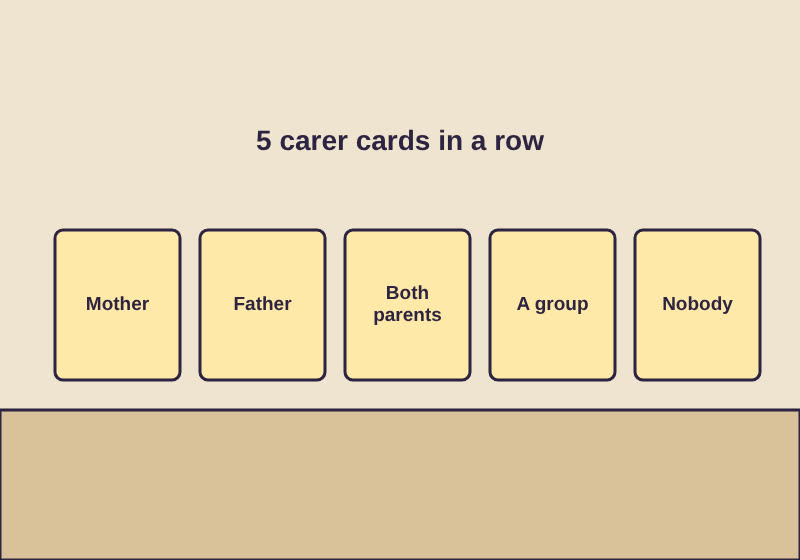 5 carer cards in a row
Mother
Father
Both
parents
A group
Nobody